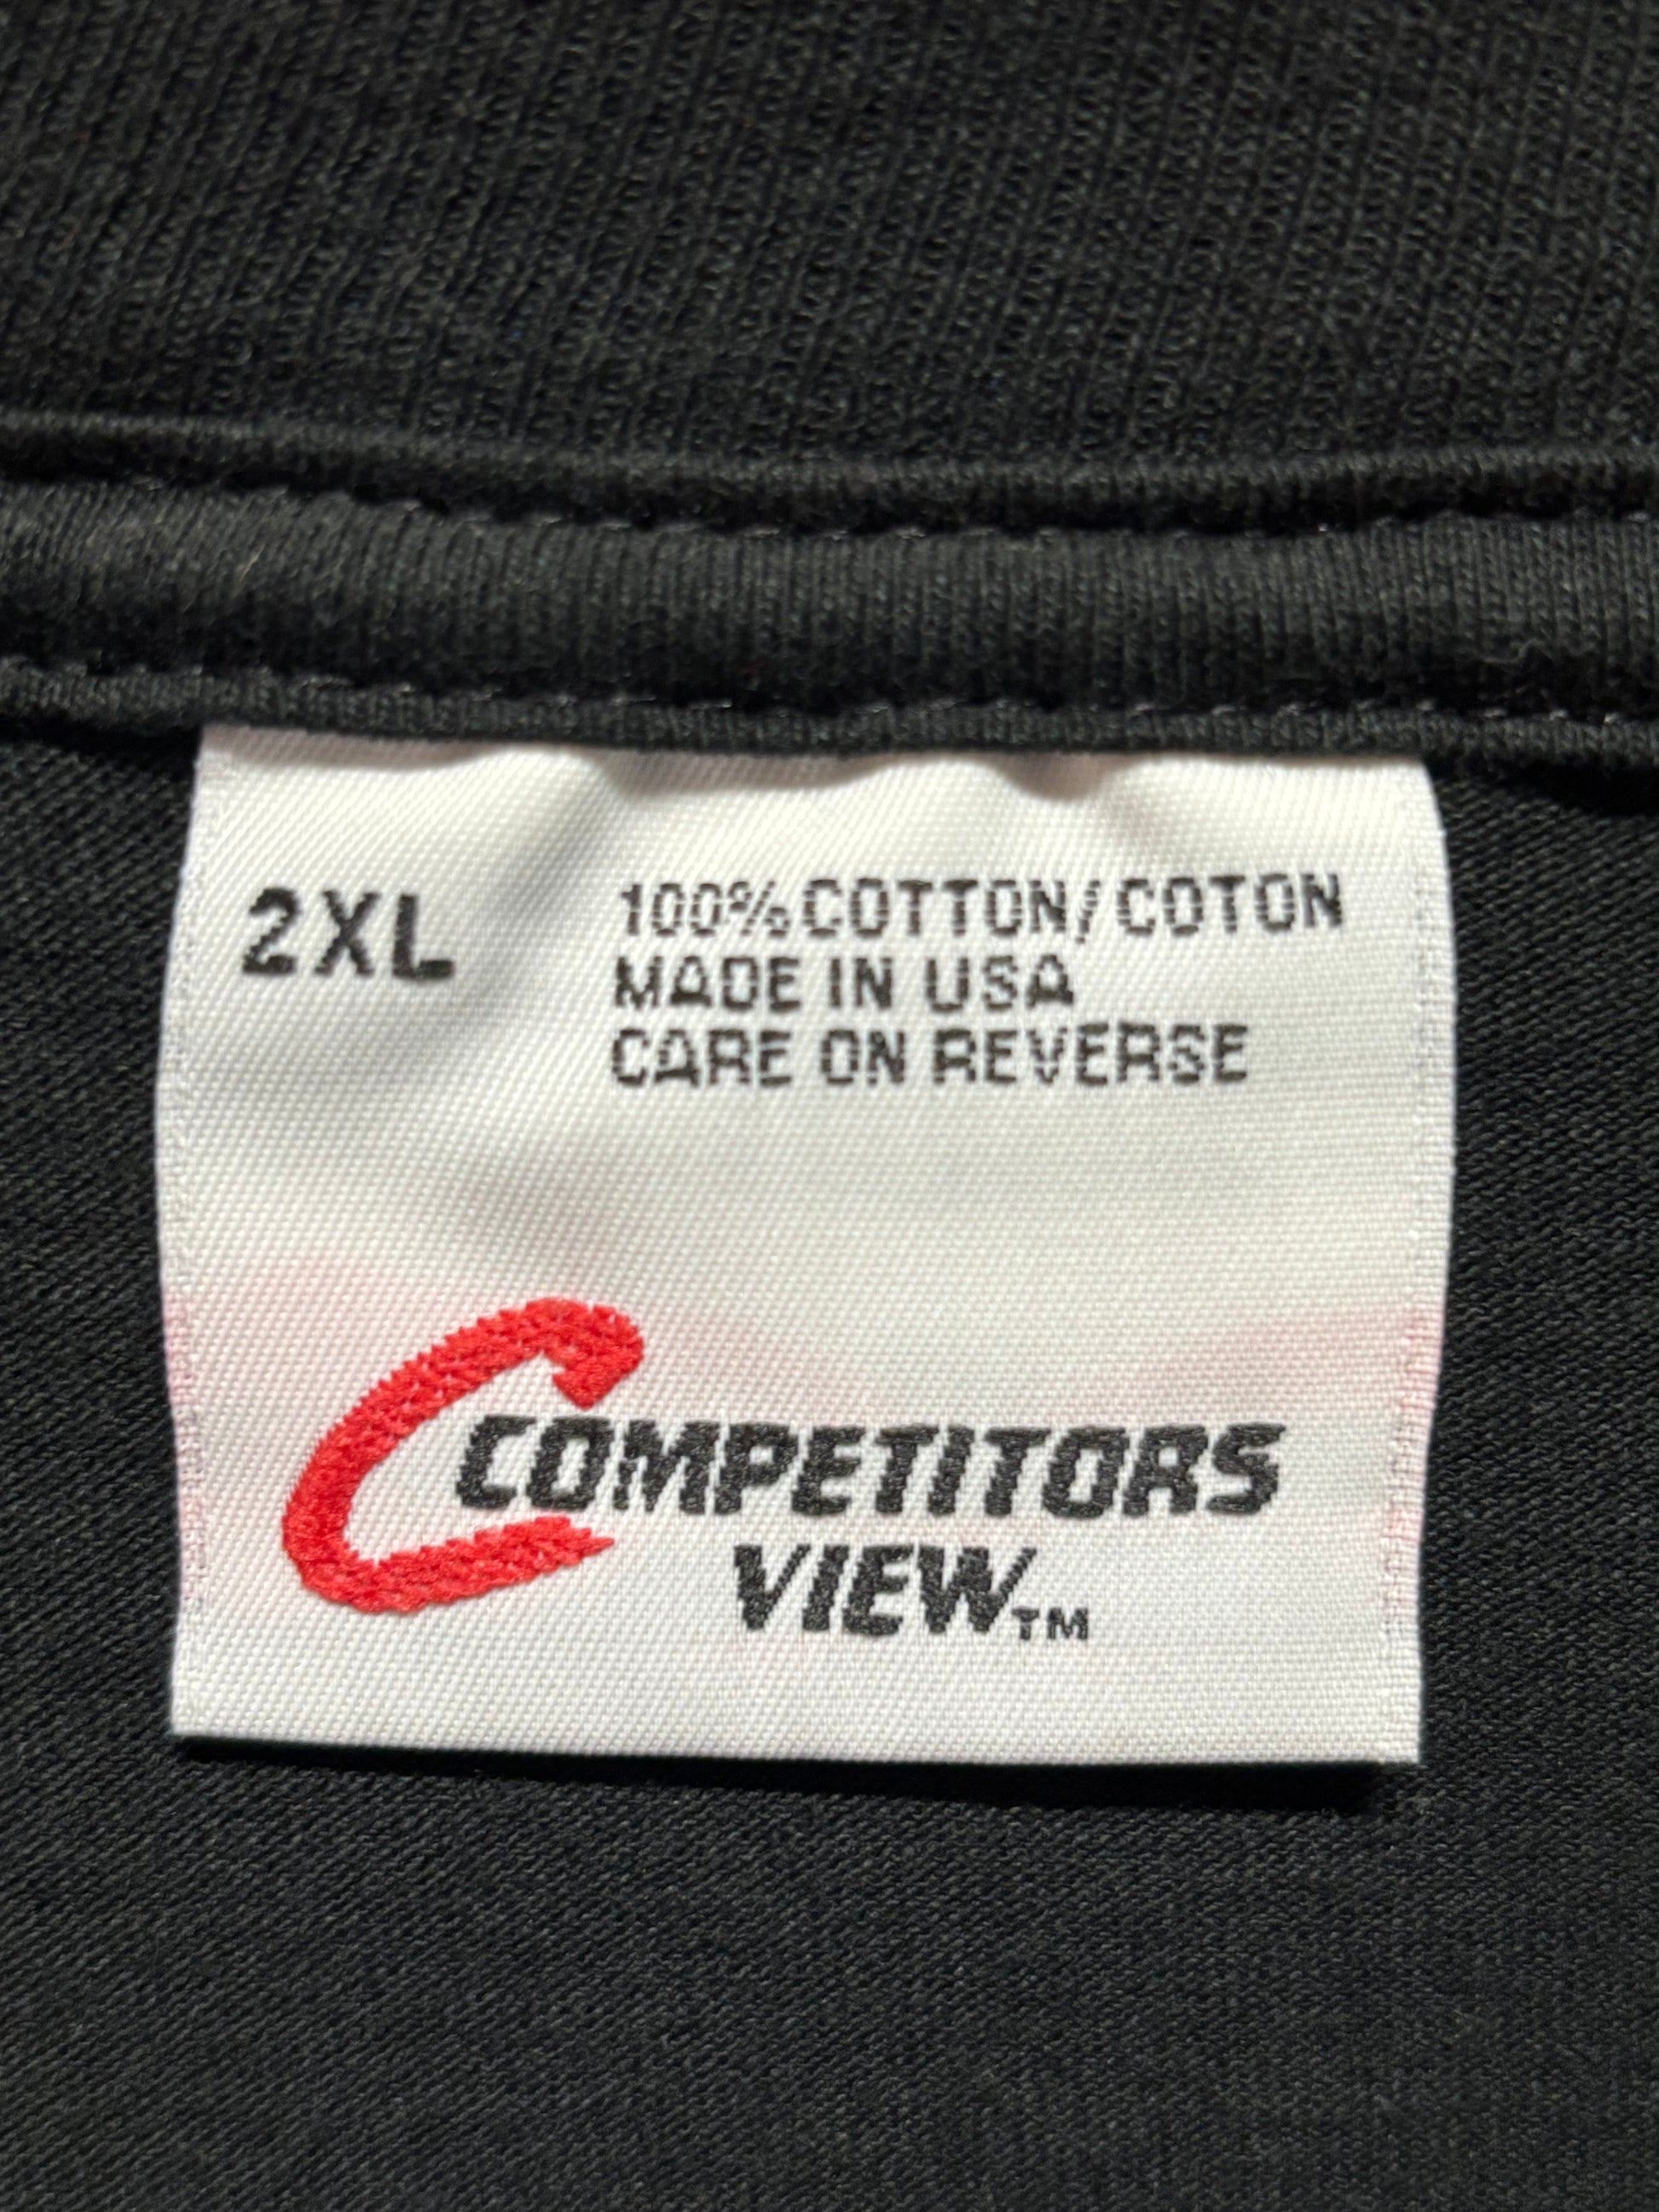 2XL
100% COTTON/COTON
MADE IN USA
CARE ON REVERSE
COMPETITORS
VIEW™